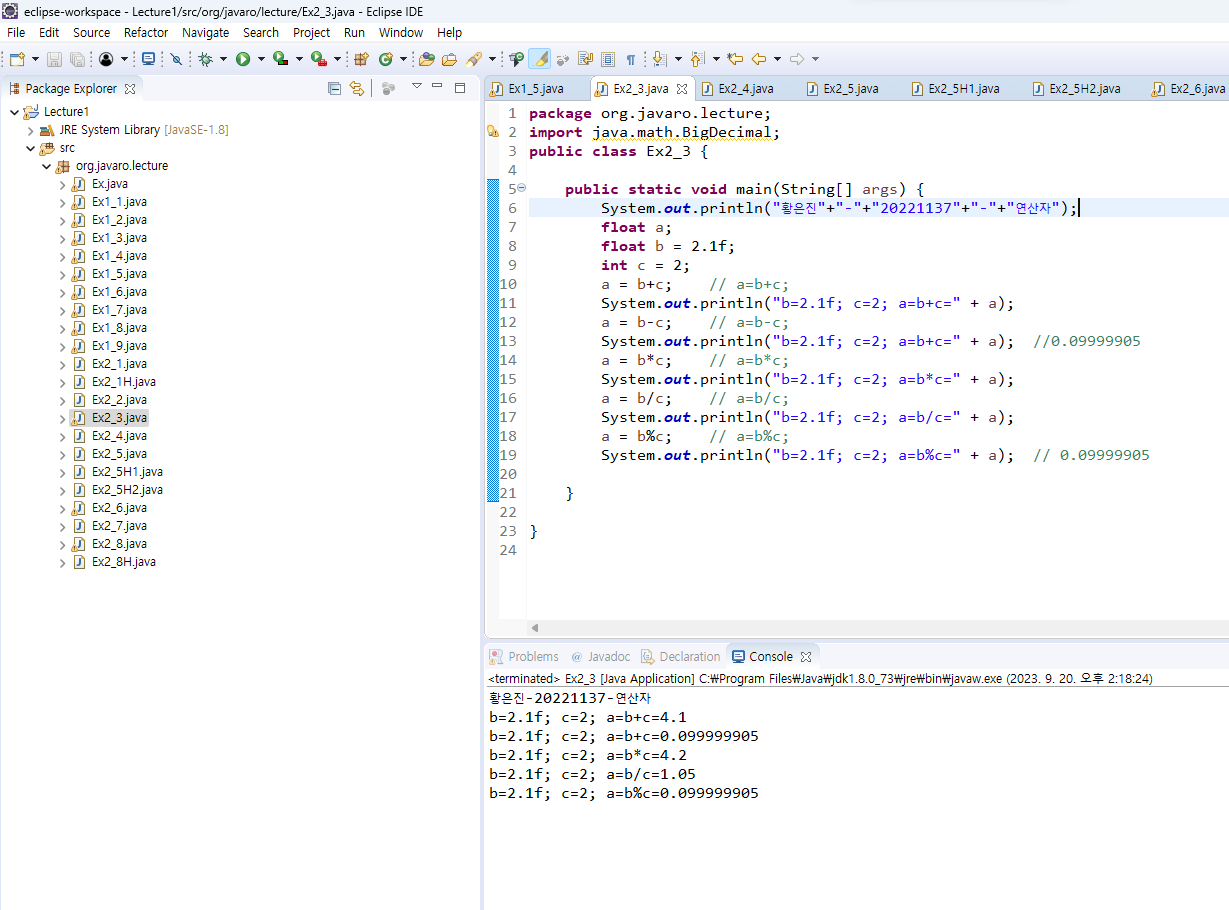 eclipse-workspace - Lecture1/src/org/javaro/lecture/Ex2_3.java - Eclipse IDE
File Edit Source Refactor Navigate Search Project Run Window Help
Package Explorer
Lecture1
JRE System Library [JavaSE-1.8]
src
org.javaro.lecture
Ex.java
Ex1_1.java
Ex1_2.java
Ex1_3.java
Ex1_4.java
Ex1_5.java
Ex1_6.java
Ex1_7.java
Ex1_8.java
Ex1_9.java
Ex2_1.java
Ex2_1H.java
Ex2_2.java
Ex2_3.java
Ex2_4.java
Ex2_5.java
Ex2_5H1.java
Ex2_5H2.java
Ex2_6.java
Ex2_7.java
Ex2_8.java
Ex2_8H.java
Ex1_5.java Ex2_3.java Ex2_4.java Ex2_5.java Ex2_5H1.java Ex2_5H2.java Ex2_6.java
1 package org.javaro.lecture;
2 import java.math.BigDecimal;
3 public class Ex2_3 {
4
5 public static void main(String[] args) {
6 System.out.println("황은진"+"-"+"20221137"+"-"+"연산자");
7 float a;
8 float b = 2.1f;
9 int c = 2;
10 a = b+c; // a=b+c;
11 System.out.println("b=2.1f; c=2; a=b+c=" + a);
12 a = b-c; // a=b-c;
13 System.out.println("b=2.1f; c=2; a=b+c=" + a); //0.09999905
14 a = b*c; // a=b*c;
15 System.out.println("b=2.1f; c=2; a=b*c=" + a);
16 a = b/c; // a=b/c;
17 System.out.println("b=2.1f; c=2; a=b/c=" + a);
18 a = b%c; // a=b%c;
19 System.out.println("b=2.1f; c=2; a=b%c=" + a); // 0.09999905
20
21 }
22
23 }
24
Problems @ Javadoc Declaration Console
<terminated> Ex2_3 [Java Application] C:₩Program Files₩Java₩jdk1.8.0_73₩jre₩bin₩javaw.exe (2023. 9. 20. 오후 2:18:24)
황은진-20221137-연산자
b=2.1f; c=2; a=b+c=4.1
b=2.1f; c=2; a=b+c=0.099999905
b=2.1f; c=2; a=b*c=4.2
b=2.1f; c=2; a=b/c=1.05
b=2.1f; c=2; a=b%c=0.099999905